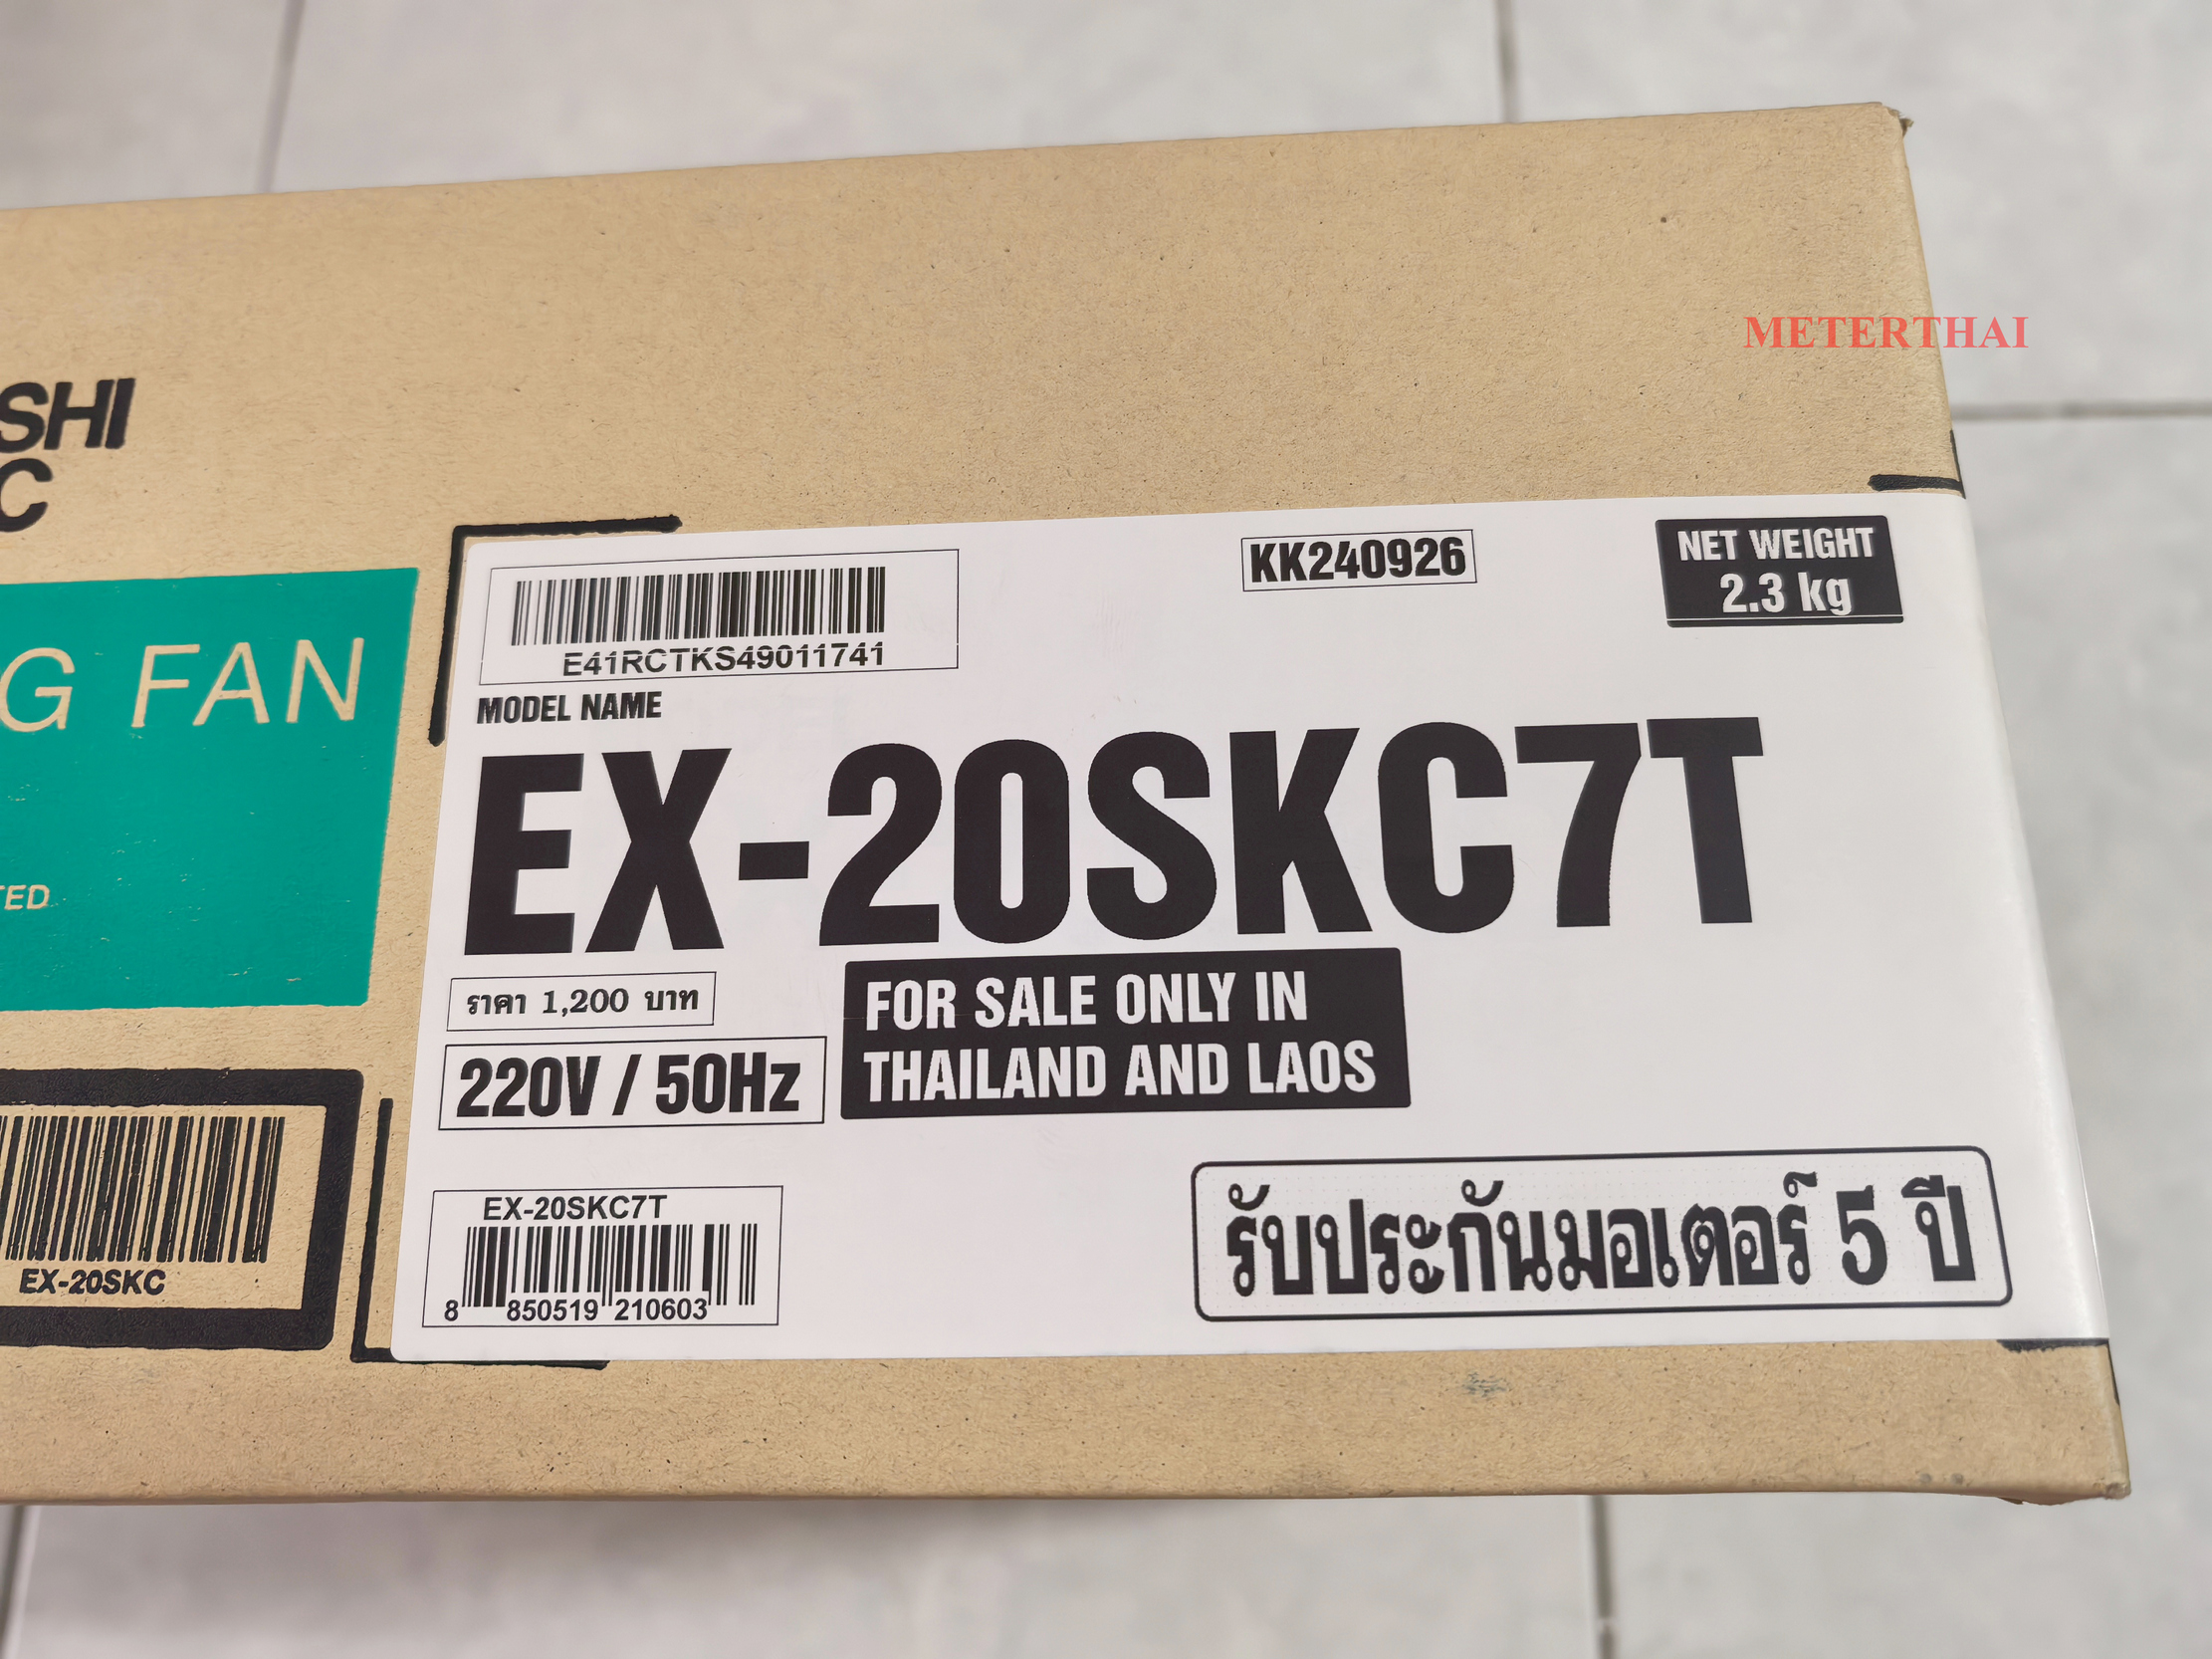 METERTHAI
SHI
C
G FAN
TED
EX-20SKC
E41RCTKS49011741
KK240926
NET WEIGHT
2.3 kg
MODEL NAME
EX-20SKC7T
ราคา 1,200 บาท
220V / 50Hz
FOR SALE ONLY IN
THAILAND AND LAOS
EX-20SKC7T
8 850519 210603
รับประกันมอเตอร์ 5 ปี